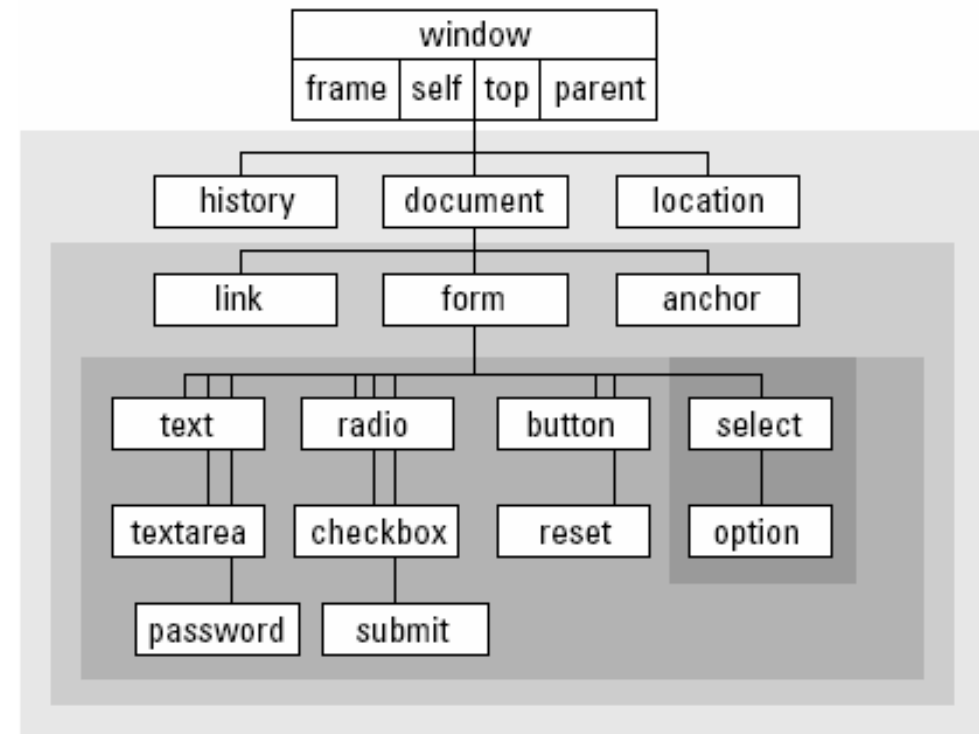 window
frame self top parent
history document location
link form anchor
text radio button select
textarea checkbox reset option
password submit